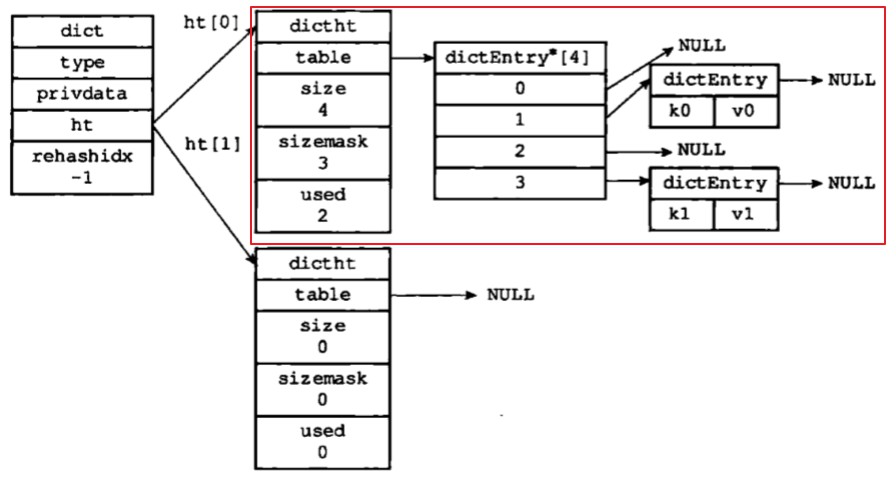 dict
type
privdata
ht
rehashidx
-1
ht[0]
ht[1]
dictht
table
size
4
sizemask
3
used
2
dictEntry*[4]
0
1
2
3
NULL
dictEntry
NULL
k0 v0
NULL
dictEntry
NULL
k1 v1
dictht
table
NULL
size
0
sizemask
0
used
0